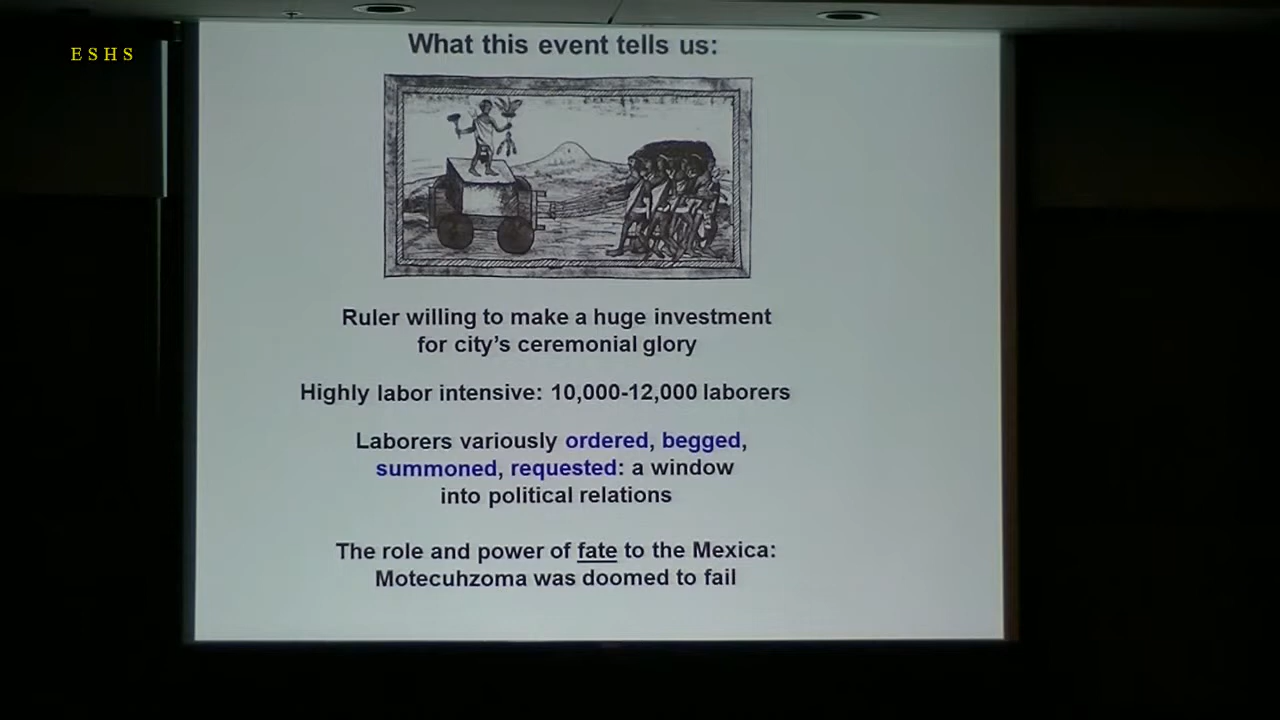 E S H S
What this event tells us:
Ruler willing to make a huge investment
for city's ceremonial glory
Highly labor intensive: 10,000-12,000 laborers
Laborers variously ordered, begged,
summoned, requested: a window
into political relations
The role and power of fate to the Mexica:
Motecuhzoma was doomed to fail